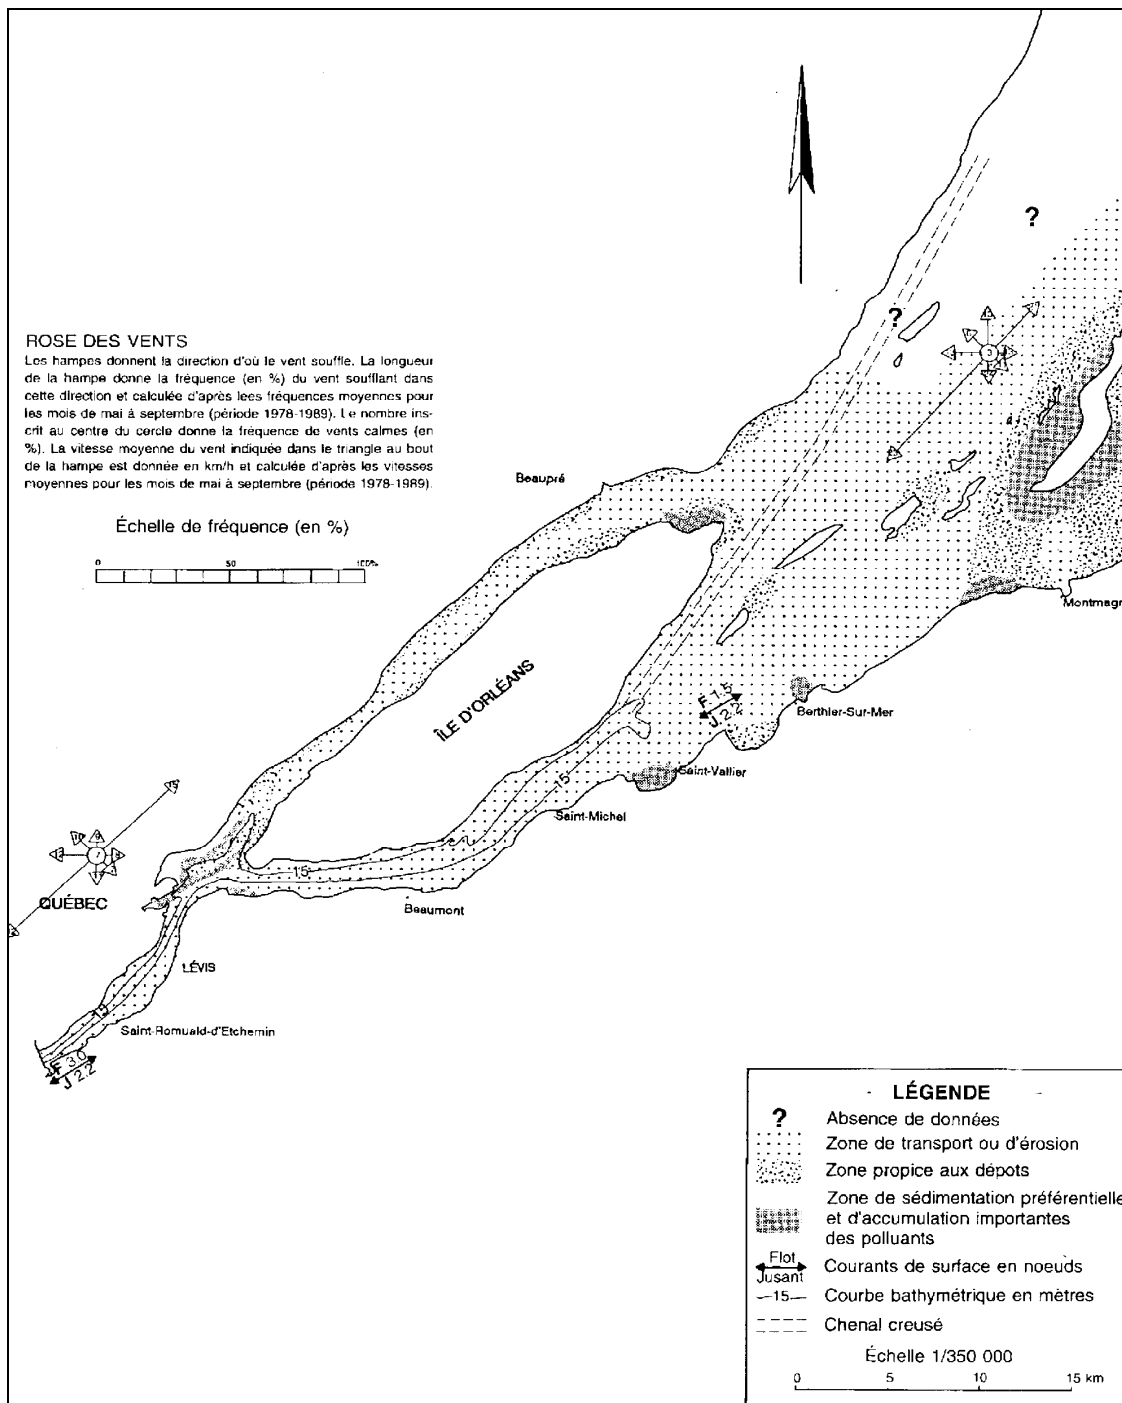 ?
?
ROSE DES VENTS
Les hampes donnent la direction d'où le vent souffle. La longueur
de la hampe donne la fréquence (en %) du vent soufflant dans
cette direction et calculée d'après lees fréquences moyennes pour
les mois de mai à septembre (période 1978-1989). Le nombre ins-
crit au centre du cercle donne la fréquence de vents calmes (en
%). La vitesse moyenne du vent indiquée dans le triangle au bout
de la hampe est donnée en km/h et calculée d'après les vitesses
moyennes pour les mois de mai à septembre (période 1978-1989).
Échelle de fréquence (en %)
0 50 100%
3
Beaupré
Montmagn
ÎLE D'ORLÉANS
F 1.5
J 2.2
Berthier-Sur-Mer
Saint-Vallier
15
Saint-Michel
15
QUÉBEC
Beaumont
LÉVIS
Saint-Romuald-d'Etchemin
F 3.0
J 2.2
LÉGENDE
? Absence de données
Zone de transport ou d'érosion
Zone propice aux dépots
Zone de sédimentation préférentielle
et d'accumulation importantes
des polluants
Flot
Jusant
Courants de surface en noeuds
15 Courbe bathymétrique en mètres
Chenal creusé
Échelle 1/350 000
0 5 10 15 km